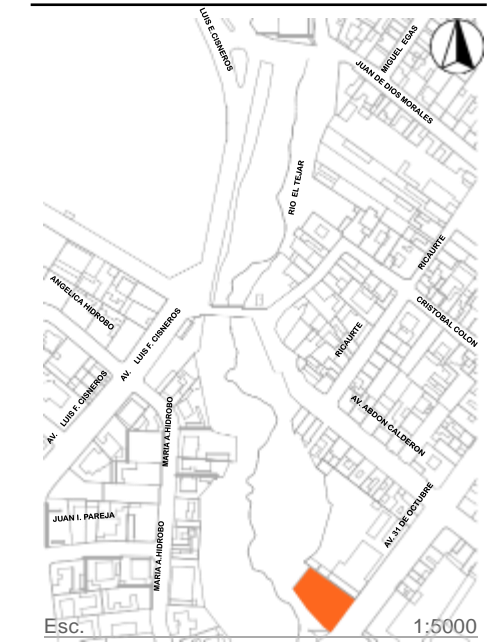 LUIS E. CISNEROS
MIGUEL EGAS
JUAN DE DIOS MORALES
RIO EL TEJAR
RICAURTE
ANGELICA HIDROBO
CRISTOBAL COLON
AV. LUIS F. CISNEROS
RICAURTE
AV. LUIS F. CISNEROS
AV. ABDON CALDERON
MARIA A.HIDROBO
AV. 31 DE OCTUBRE
JUAN I. PAREJA
MARIA A.HIDROBO
Esc. 1:5000